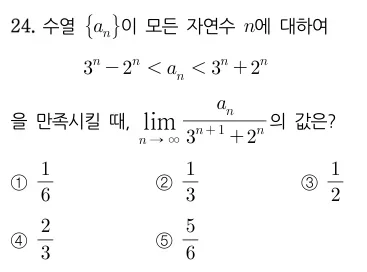 24. 수열 {aₙ}이 모든 자연수 n에 대하여
3ⁿ − 2ⁿ < aₙ < 3ⁿ + 2ⁿ
을 만족시킬 때, lim_{n→∞} aₙ/(3ⁿ⁺¹ + 2ⁿ) 의 값은?
① 1/6 ② 1/3 ③ 1/2
④ 2/3 ⑤ 5/6